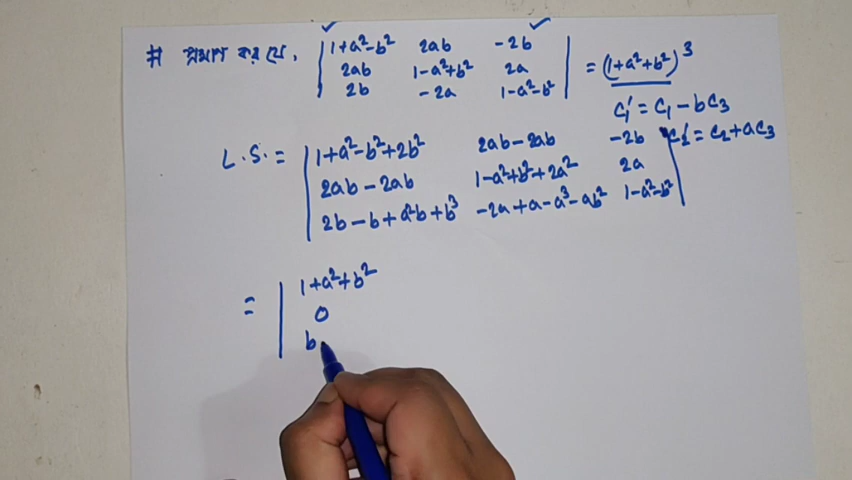 # প্রমাণ কর যে, | 1+a²-b² 2ab -2b |
| 2ab 1-a²+b² 2a | = (1+a²+b²)³
| 2b -2a 1-a²-b² |
C₁′ = C₁ - bC₃
C₂′ = C₂ + aC₃
L.S. = | 1+a²-b²+2b² 2ab-2ab -2b |
| 2ab-2ab 1-a²+b²+2a² 2a |
| 2b-b+a²b+b³ -2a+a-a³-ab² 1-a²-b² |
= | 1+a²+b²
0
b